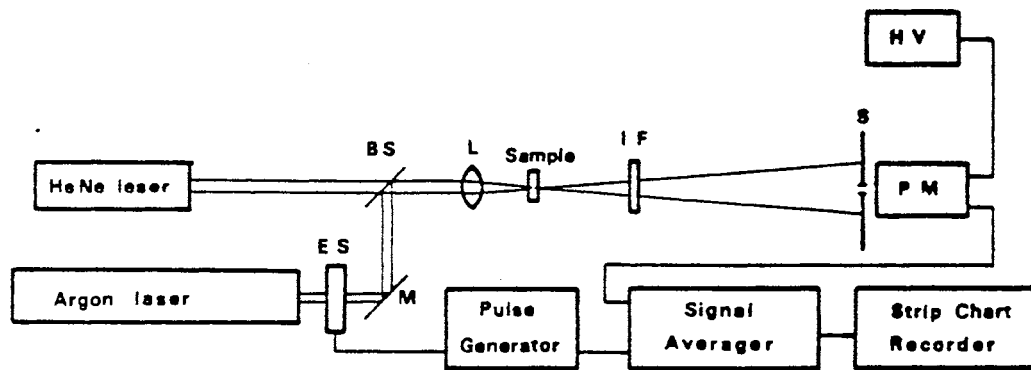 H V
S
I F
B S
L
Sample
HeNe laser
P M
E S
Argon laser
M
Pulse
Generator
Signal
Averager
Strip Chart
Recorder